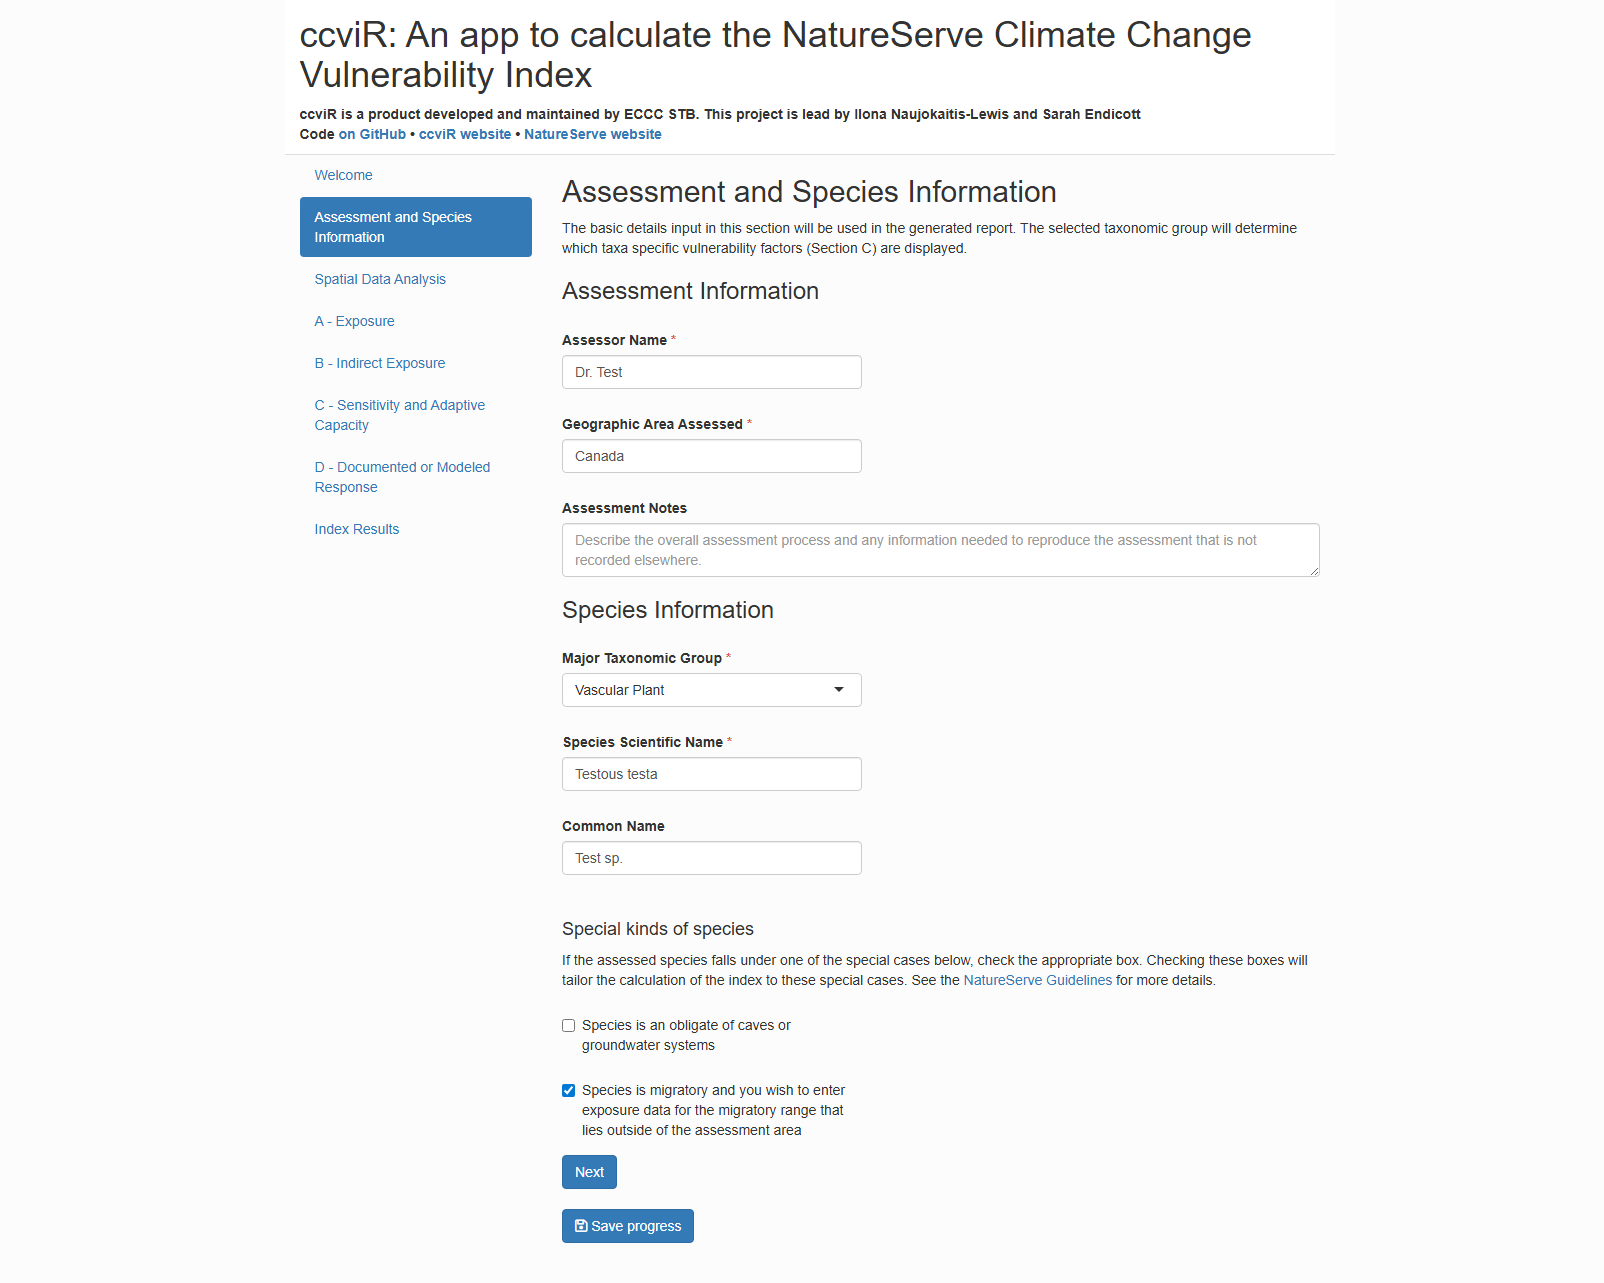 ccviR: An app to calculate the NatureServe Climate Change
Vulnerability Index
ccviR is a product developed and maintained by ECCC STB. This project is lead by Ilona Naujokaitis-Lewis and Sarah Endicott
Code on GitHub • ccviR website • NatureServe website
Welcome
Assessment and Species
Information
Spatial Data Analysis
A - Exposure
B - Indirect Exposure
C - Sensitivity and Adaptive
Capacity
D - Documented or Modeled
Response
Index Results
Assessment and Species Information
The basic details input in this section will be used in the generated report. The selected taxonomic group will determine
which taxa specific vulnerability factors (Section C) are displayed.
Assessment Information
Assessor Name *
Dr. Test
Geographic Area Assessed *
Canada
Assessment Notes
Describe the overall assessment process and any information needed to reproduce the assessment that is not
recorded elsewhere.
Species Information
Major Taxonomic Group *
Vascular Plant
Species Scientific Name *
Testous testa
Common Name
Test sp.
Special kinds of species
If the assessed species falls under one of the special cases below, check the appropriate box. Checking these boxes will
tailor the calculation of the index to these special cases. See the NatureServe Guidelines for more details.
Species is an obligate of caves or
groundwater systems
Species is migratory and you wish to enter
exposure data for the migratory range that
lies outside of the assessment area
Next
Save progress